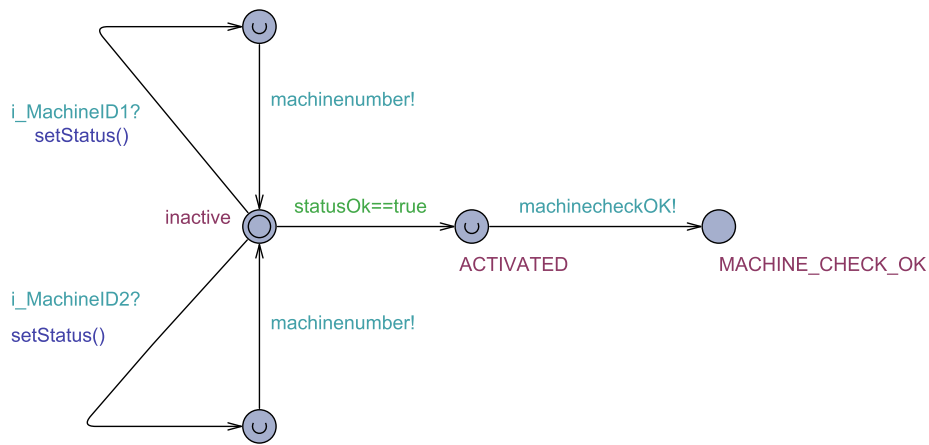 machinenumber!
i_MachineID1?
setStatus()
inactive
statusOk==true
machinecheckOK!
ACTIVATED
MACHINE_CHECK_OK
i_MachineID2?
setStatus()
machinenumber!